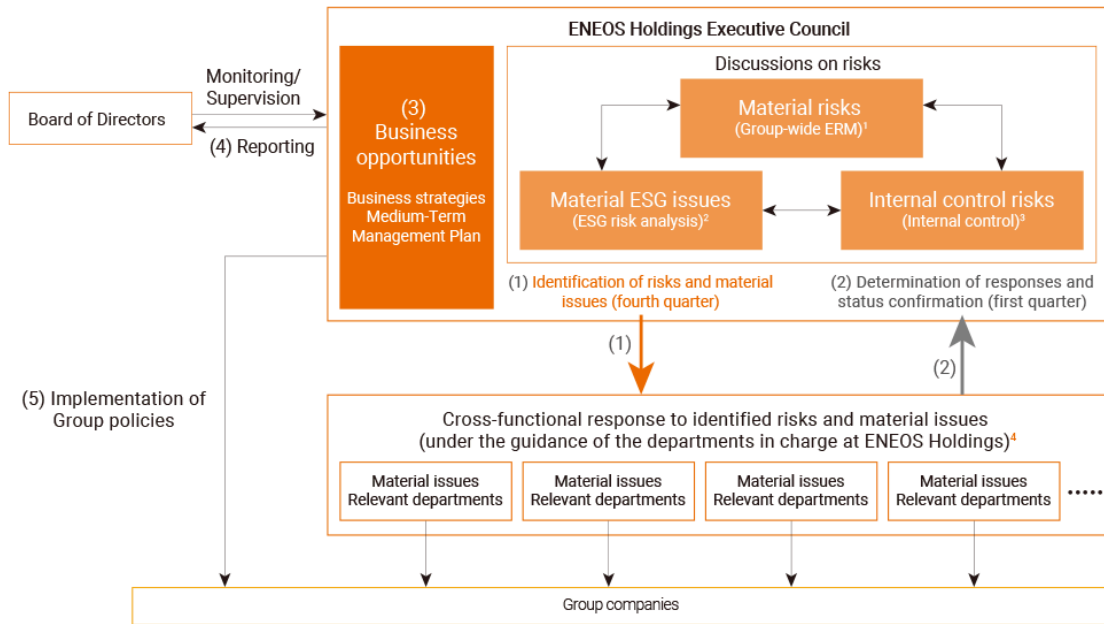 ENEOS Holdings Executive Council
Monitoring/
Supervision
Board of Directors
(4) Reporting
(3)
Business
opportunities
Business strategies
Medium-Term
Management Plan
Discussions on risks
Material risks
(Group-wide ERM)¹
Material ESG issues
(ESG risk analysis)²
Internal control risks
(Internal control)³
(1) Identification of risks and material
issues (fourth quarter)
(2) Determination of responses and
status confirmation (first quarter)
(1)
(2)
(5) Implementation of
Group policies
Cross-functional response to identified risks and material issues
(under the guidance of the departments in charge at ENEOS Holdings)⁴
Material issues
Relevant departments
Material issues
Relevant departments
Material issues
Relevant departments
Material issues
Relevant departments
•••••
Group companies